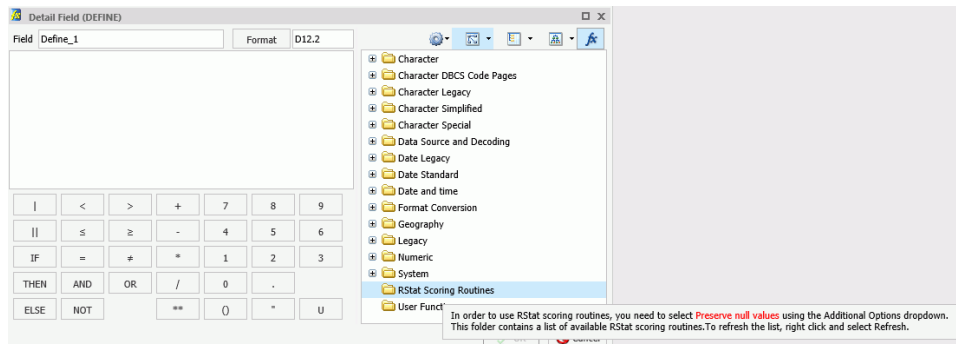 Detail Field (DEFINE)
Field Define_1 Format D12.2
Character
Character DBCS Code Pages
Character Legacy
Character Simplified
Character Special
Data Source and Decoding
Date Legacy
Date Standard
Date and time
Format Conversion
Geography
Legacy
Numeric
System
RStat Scoring Routines
User Funct
| < > + 7 8 9
|| ≤ ≥ - 4 5 6
IF = ≠ * 1 2 3
THEN AND OR / 0 .
ELSE NOT ** () " U
In order to use RStat scoring routines, you need to select Preserve null values using the Additional Options dropdown.
This folder contains a list of available RStat scoring routines.To refresh the list, right click and select Refresh.
Cancel